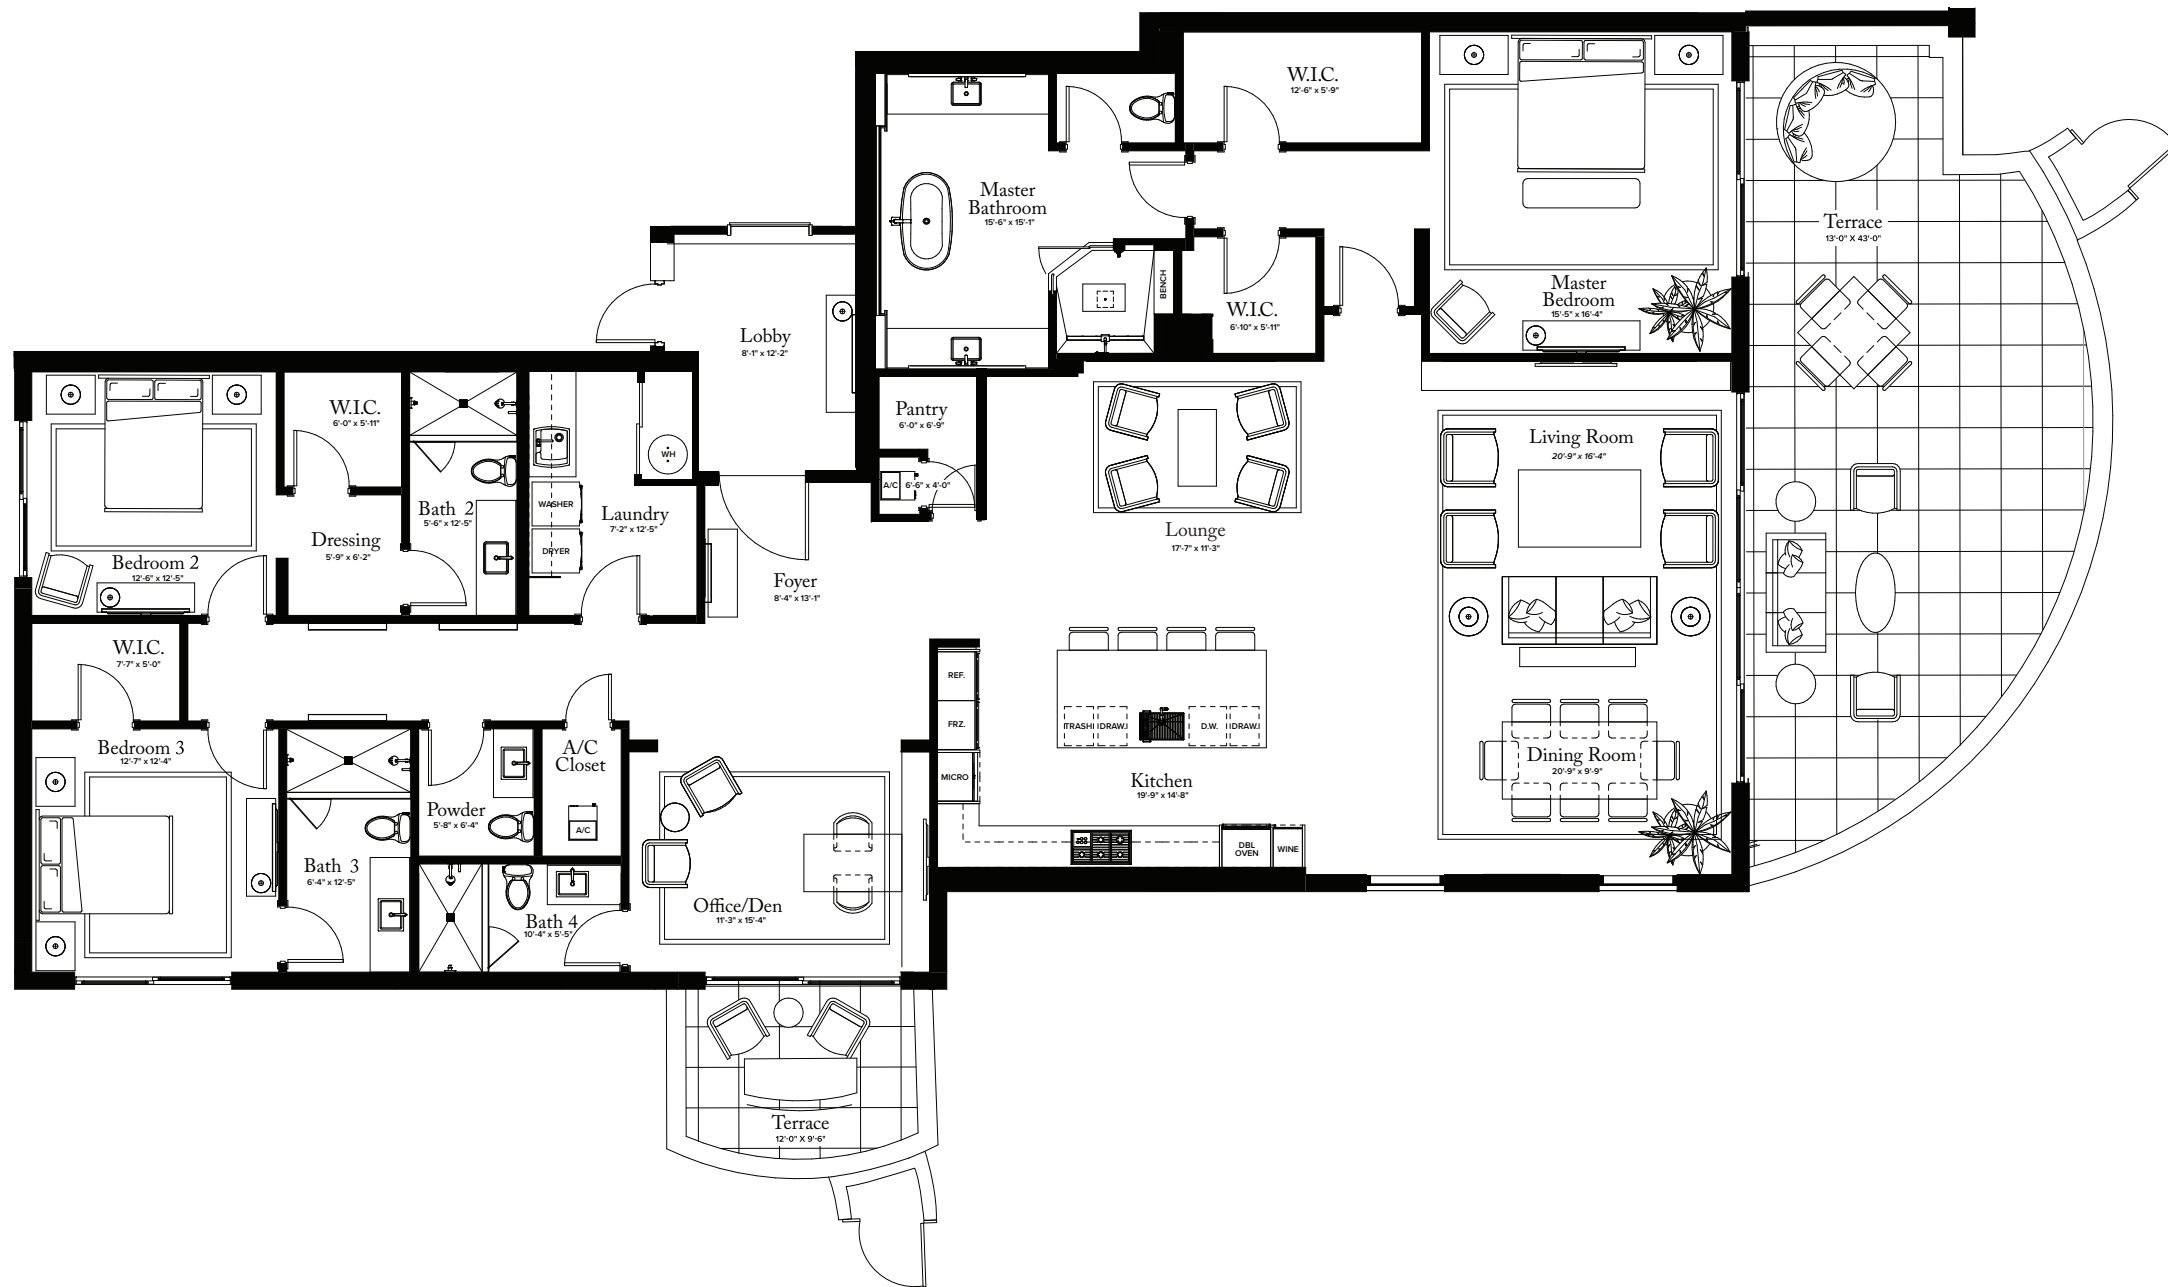 W.I.C.
12'-6" x 5'-9"
Master
Bathroom
15'-6" x 15'-1"
Terrace
13'-0" X 43'-0"
BENCH
W.I.C.
6'-10" x 5'-11"
Master
Bedroom
15'-5" x 16'-4"
Lobby
8'-1" x 12'-2"
W.I.C.
6'-0" x 5'-11"
Pantry
6'-0" x 6'-9"
Living Room
20'-9" x 16'-4"
WH
A/C
6'-6" x 4'-0"
WASHER
Bath 2
5'-6" x 12'-5"
Laundry
7'-2" x 12'-5"
Lounge
17'-7" x 11'-3"
Dressing
5'-9" x 6'-2"
DRYER
Bedroom 2
12'-6" x 12'-5"
Foyer
8'-4" x 13'-1"
W.I.C.
7'-7" x 5'-0"
REF.
FRZ.
TRASH
DRAW.
D.W.
DRAW.
Bedroom 3
12'-7" x 12'-4"
A/C
Closet
Dining Room
20'-9" x 9'-9"
MICRO
Kitchen
19'-9" x 14'-8"
Powder
5'-8" x 6'-4"
A/C
DBL
OVEN
WINE
Bath 3
6'-4" x 12'-5"
Office/Den
11'-3" x 15'-4"
Bath 4
10'-4" x 5'-5"
Terrace
12'-0" X 9'-6"